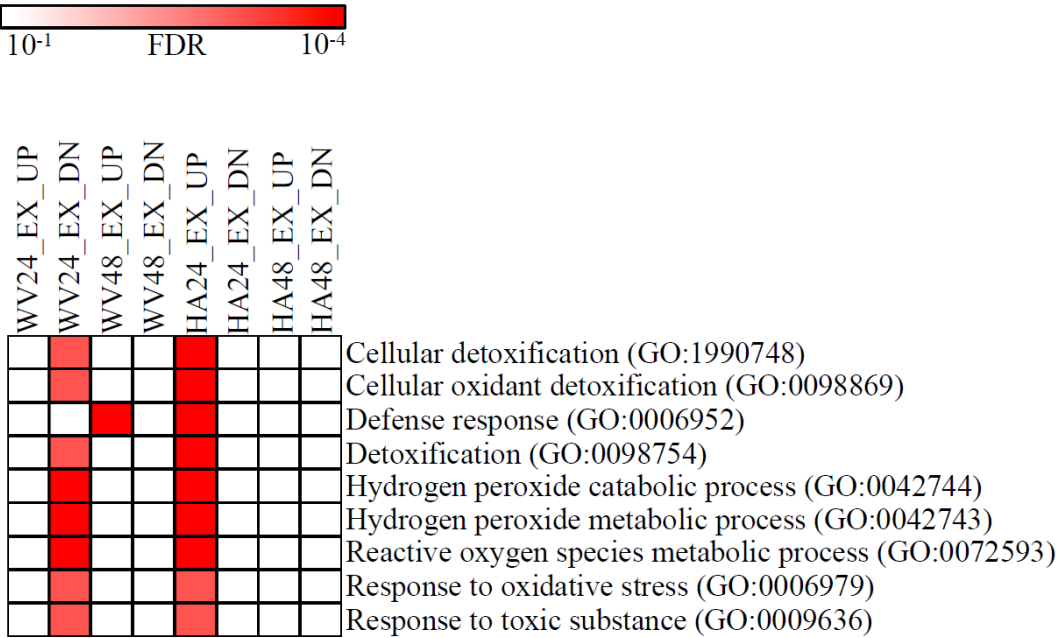 10-1 FDR 10-4
WV24_EX_UP
WV24_EX_DN
WV48_EX_UP
WV48_EX_DN
HA24_EX_UP
HA24_EX_DN
HA48_EX_UP
HA48_EX_DN
Cellular detoxification (GO:1990748)
Cellular oxidant detoxification (GO:0098869)
Defense response (GO:0006952)
Detoxification (GO:0098754)
Hydrogen peroxide catabolic process (GO:0042744)
Hydrogen peroxide metabolic process (GO:0042743)
Reactive oxygen species metabolic process (GO:0072593)
Response to oxidative stress (GO:0006979)
Response to toxic substance (GO:0009636)